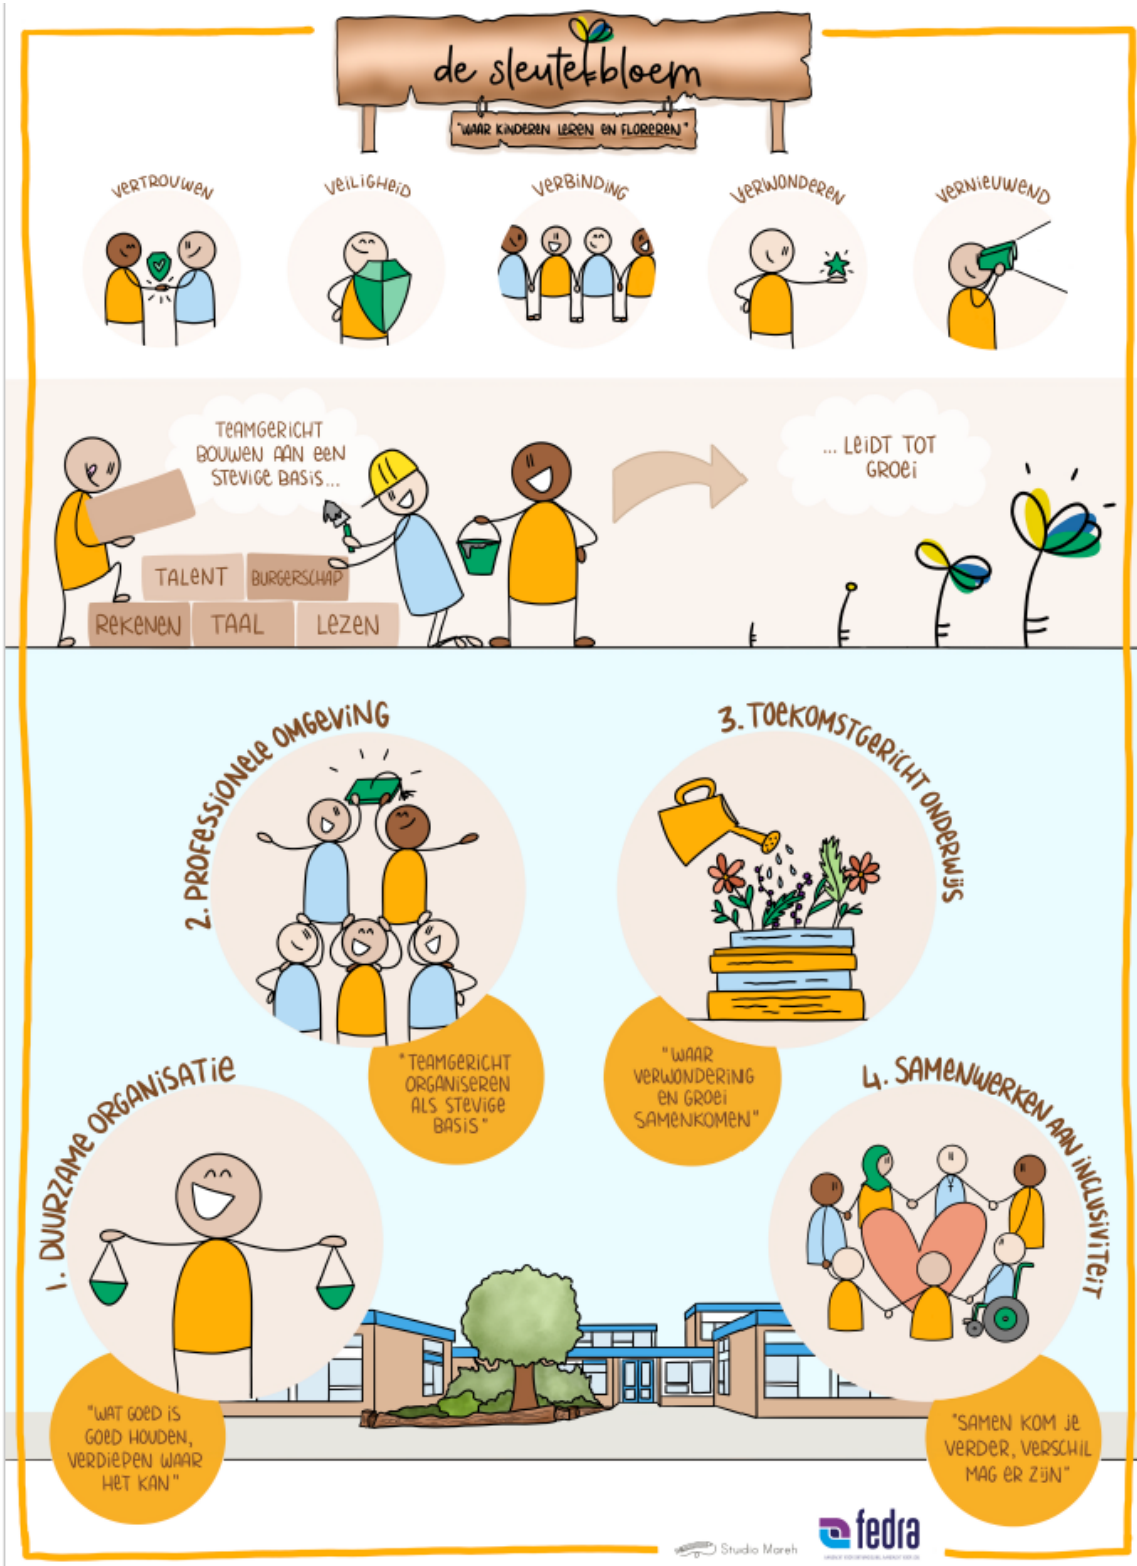 de sleutelbloem
"WAAR KINDEREN LEREN EN FLOREREN"
VERTROUWEN
VEILIGHEID
VERBINDING
VERWONDEREN
VERNIEUWEND
TEAMGERICHT
BOUWEN AAN EEN
STEVIGE BASIS...
... LEIDT TOT
GROEI
TALENT
BURGERSCHAP
REKENEN
TAAL
LEZEN
2. PROFESSIONELE OMGEVING
3. TOEKOMSTGERICHT ONDERWIJS
"TEAMGERICHT
ORGANISEREN
ALS STEVIGE
BASIS"
"WAAR
VERWONDERING
EN GROEI
SAMENKOMEN"
1. DUURZAME ORGANISATIE
4. SAMENWERKEN AAN INCLUSIVITEIT
"WAT GOED IS
GOED HOUDEN,
VERDIEPEN WAAR
HET KAN"
"SAMEN KOM JE
VERDER, VERSCHIL
MAG ER ZIJN"
Studio Mareh
fedra